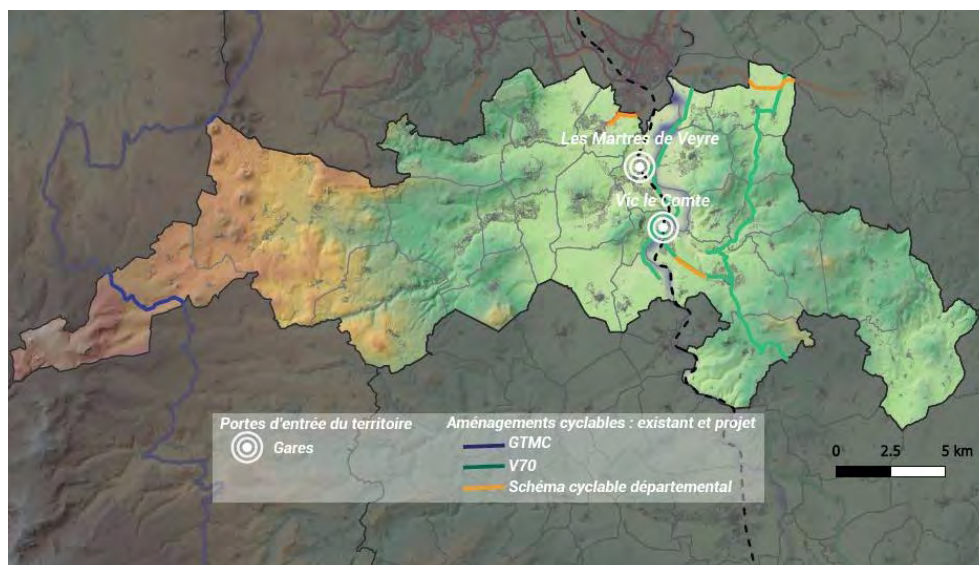 Les Martres de Veyre
Vic le Comte
Portes d'entrée du territoire
Gares
Aménagements cyclables : existant et projet
GTMC
V70
Schéma cyclable départemental
0 2.5 5 km